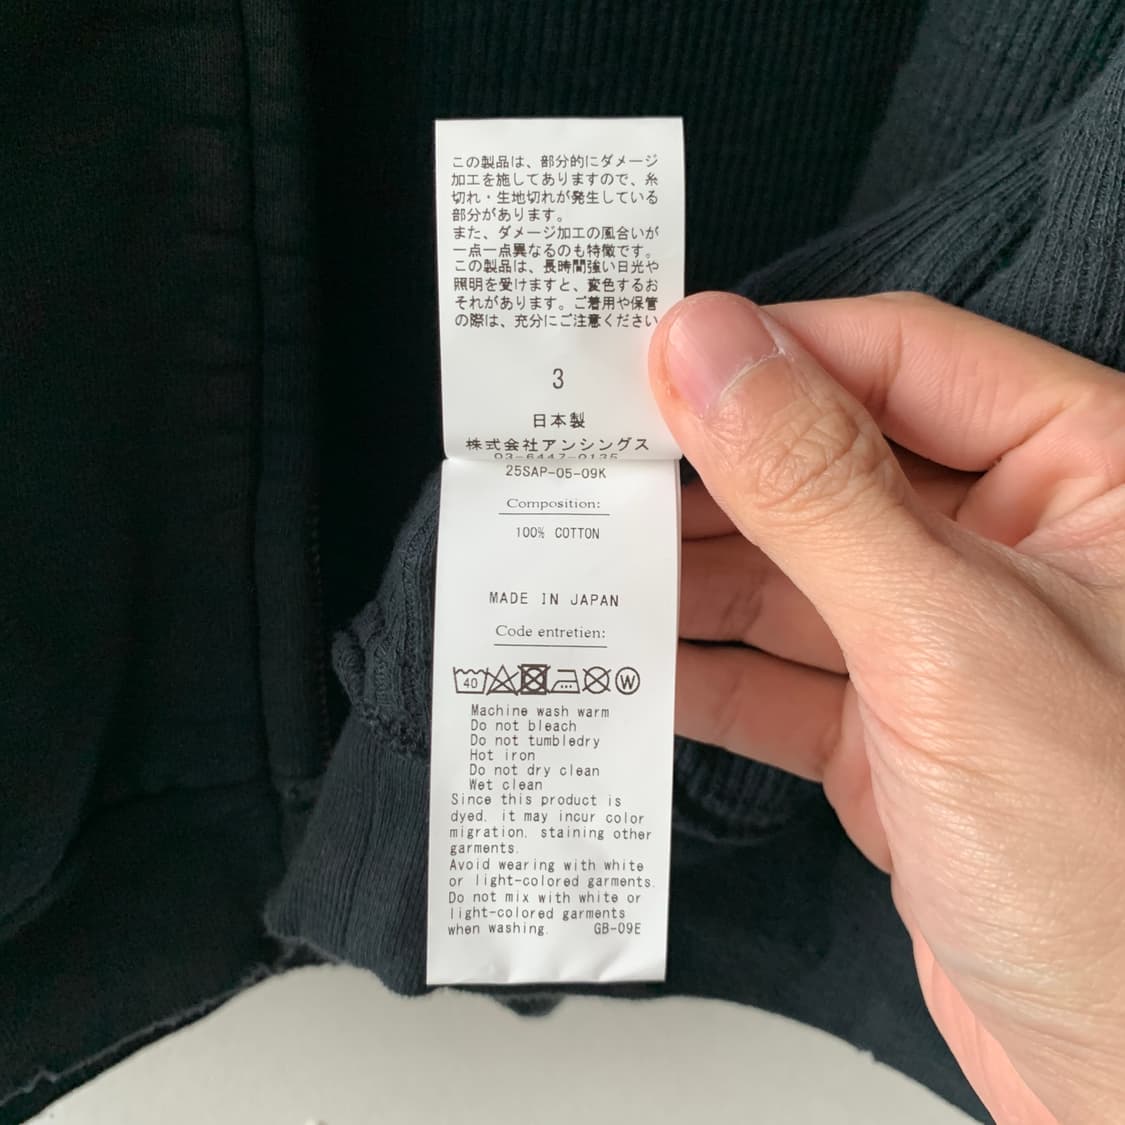 この製品は、部分的にダメージ
加工を施してありますので、糸
切れ・生地切れが発生している
部分があります。
また、ダメージ加工の風合いが
一点一点異なるのも特徴です。
この製品は、長時間強い日光や
照明を受けますと、変色するお
それがあります。ご着用や保管
の際は、充分にご注意ください
3
日本製
株式会社アンシングス
03-6447-0135
25SAP-05-09K
Composition:
100% COTTON
MADE IN JAPAN
Code entretien:
40 W
Machine wash warm
Do not bleach
Do not tumbledry
Hot iron
Do not dry clean
Wet clean
Since this product is
dyed, it may incur color
migration, staining other
garments.
Avoid wearing with white
or light-colored garments.
Do not mix with white or
light-colored garments
when washing. GB-09E